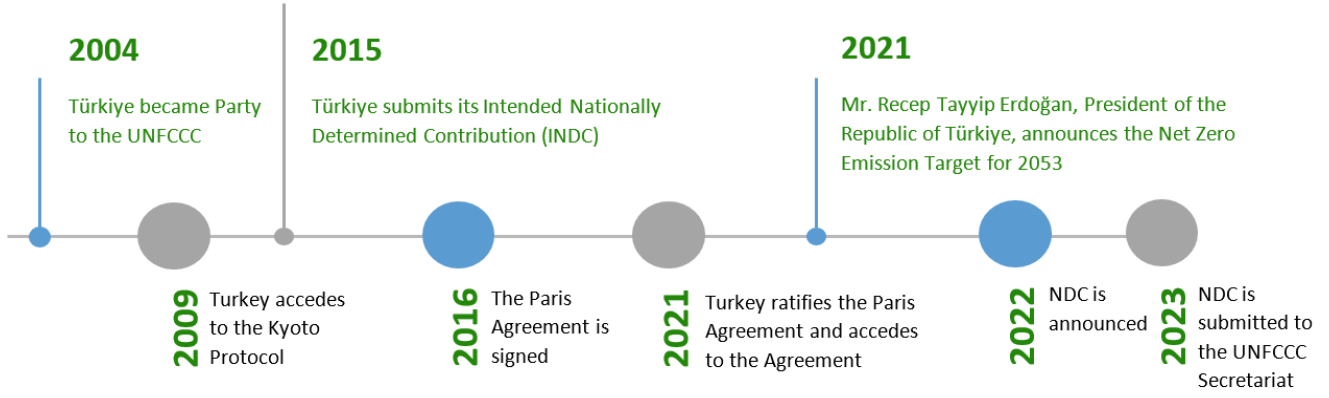 2004
Türkiye became Party
to the UNFCCC
2015
Türkiye submits its Intended Nationally
Determined Contribution (INDC)
2021
Mr. Recep Tayyip Erdoğan, President of the
Republic of Türkiye, announces the Net Zero
Emission Target for 2053
2009
Turkey accedes
to the Kyoto
Protocol
2016
The Paris
Agreement is
signed
2021
Turkey ratifies the Paris
Agreement and accedes
to the Agreement
2022
NDC is
announced
2023
NDC is
submitted to
the UNFCCC
Secretariat